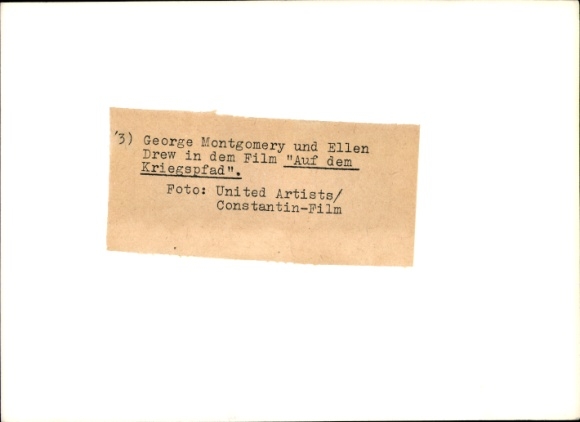 '3) George Montgomery und Ellen
Drew in dem Film "Auf dem
Kriegspfad".
Foto: United Artists/
Constantin-Film